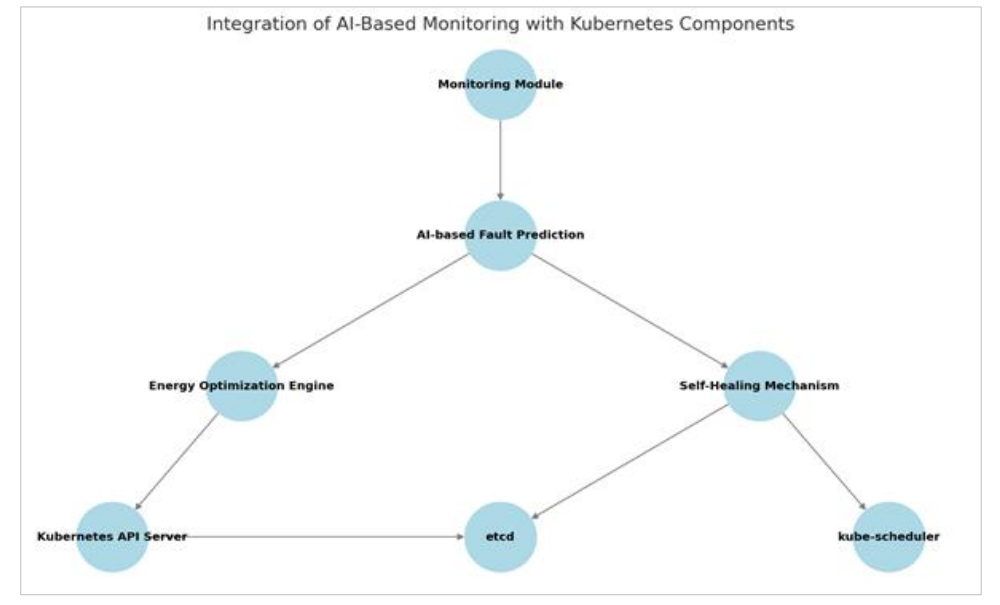 Integration of AI-Based Monitoring with Kubernetes Components
Monitoring Module
AI-based Fault Prediction
Energy Optimization Engine
Self-Healing Mechanism
Kubernetes API Server
etcd
kube-scheduler